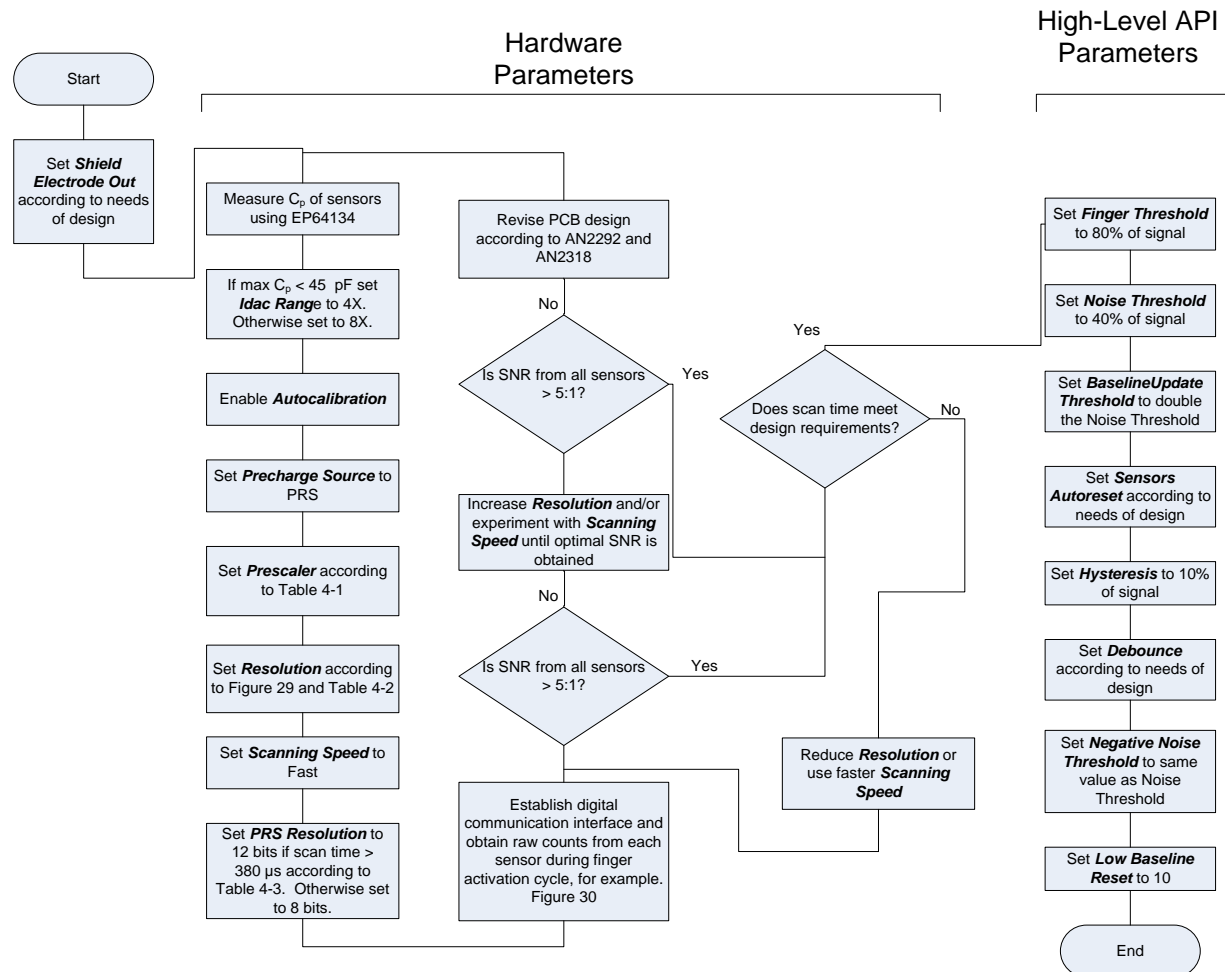 Hardware
Parameters
High-Level API
Parameters
Start
Set Shield
Electrode Out
according to needs
of design
Measure Cp of sensors
using EP64134
If max Cp < 45 pF set
Idac Range to 4X.
Otherwise set to 8X.
Enable Autocalibration
Set Precharge Source to
PRS
Set Prescaler according
to Table 4-1
Set Resolution according
to Figure 29 and Table 4-2
Set Scanning Speed to
Fast
Set PRS Resolution to
12 bits if scan time >
380 µs according to
Table 4-3. Otherwise set
to 8 bits.
Revise PCB design
according to AN2292 and
AN2318
No
Is SNR from all sensors
> 5:1?
Yes
Increase Resolution and/or
experiment with Scanning
Speed until optimal SNR is
obtained
No
Is SNR from all sensors
> 5:1?
Yes
Establish digital
communication interface and
obtain raw counts from each
sensor during finger
activation cycle, for example.
Figure 30
Yes
Does scan time meet
design requirements?
No
Reduce Resolution or
use faster Scanning
Speed
Set Finger Threshold
to 80% of signal
Set Noise Threshold
to 40% of signal
Set BaselineUpdate
Threshold to double
the Noise Threshold
Set Sensors
Autoreset according to
needs of design
Set Hysteresis to 10%
of signal
Set Debounce
according to needs of
design
Set Negative Noise
Threshold to same
value as Noise
Threshold
Set Low Baseline
Reset to 10
End